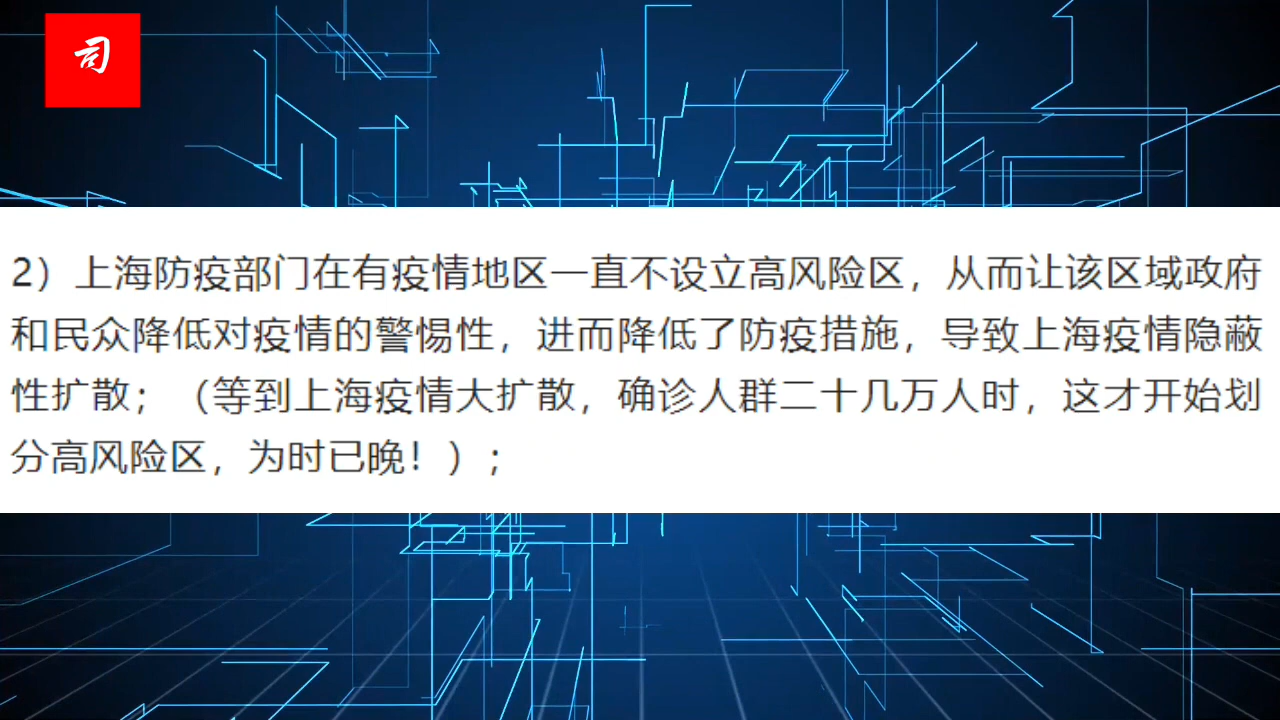 司
2）上海防疫部门在有疫情地区一直不设立高风险区，从而让该区域政府
和民众降低对疫情的警惕性，进而降低了防疫措施，导致上海疫情隐蔽
性扩散；（等到上海疫情大扩散，确诊人群二十几万人时，这才开始划
分高风险区，为时已晚！）；